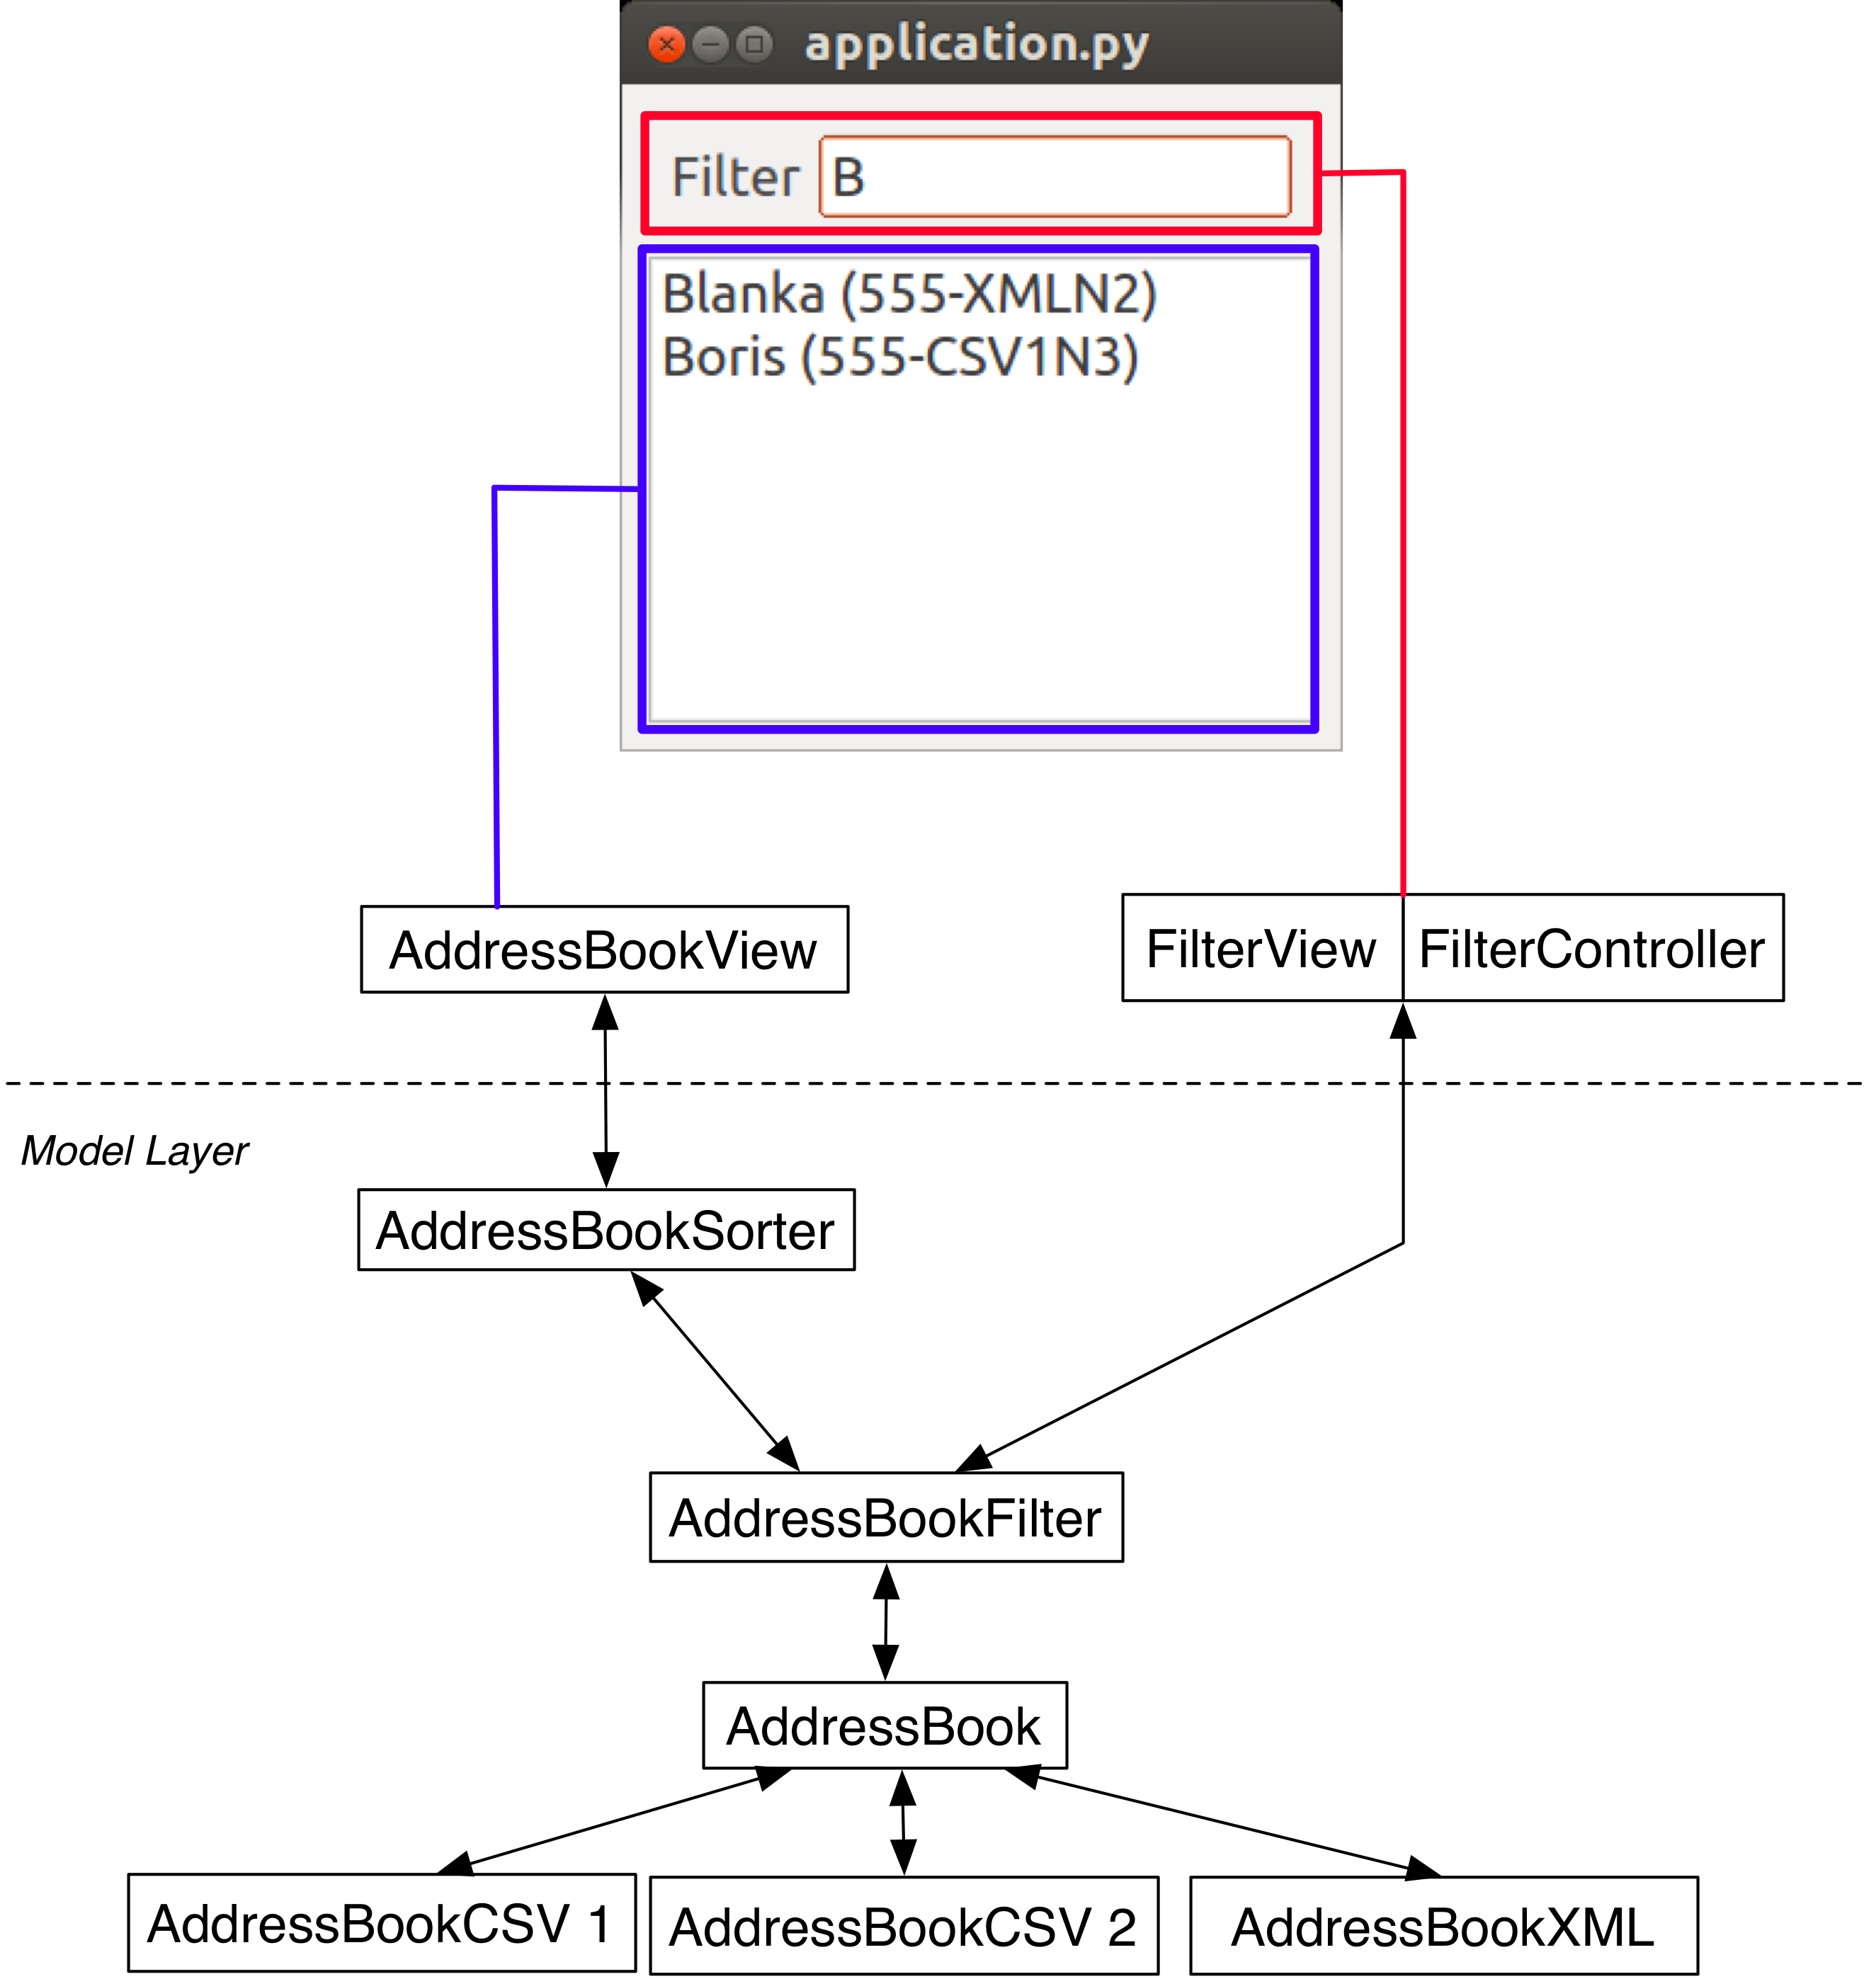 application.py
Filter B
Blanka (555-XMLN2)
Boris (555-CSV1N3)
AddressBookView
FilterView FilterController
Model Layer
AddressBookSorter
AddressBookFilter
AddressBook
AddressBookCSV 1
AddressBookCSV 2
AddressBookXML